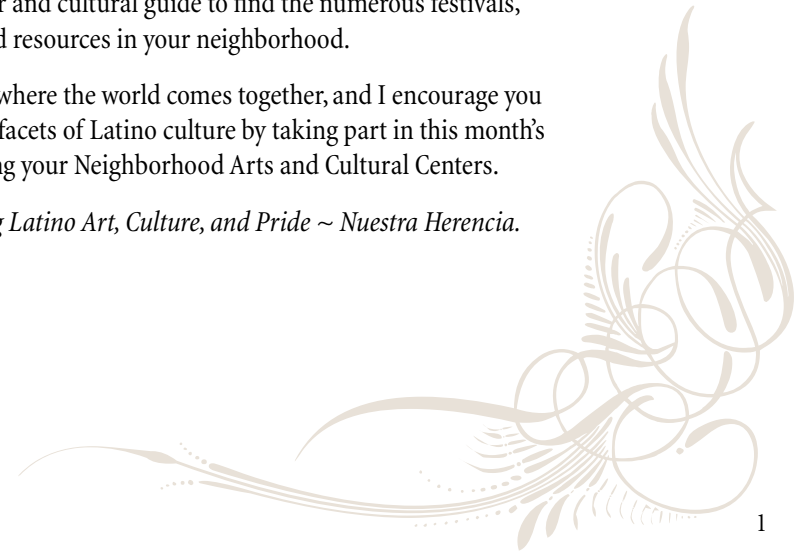 r and cultural guide to find the numerous festivals,
d resources in your neighborhood.
where the world comes together, and I encourage you
facets of Latino culture by taking part in this month's
ng your Neighborhood Arts and Cultural Centers.
g Latino Art, Culture, and Pride ~ Nuestra Herencia.
1